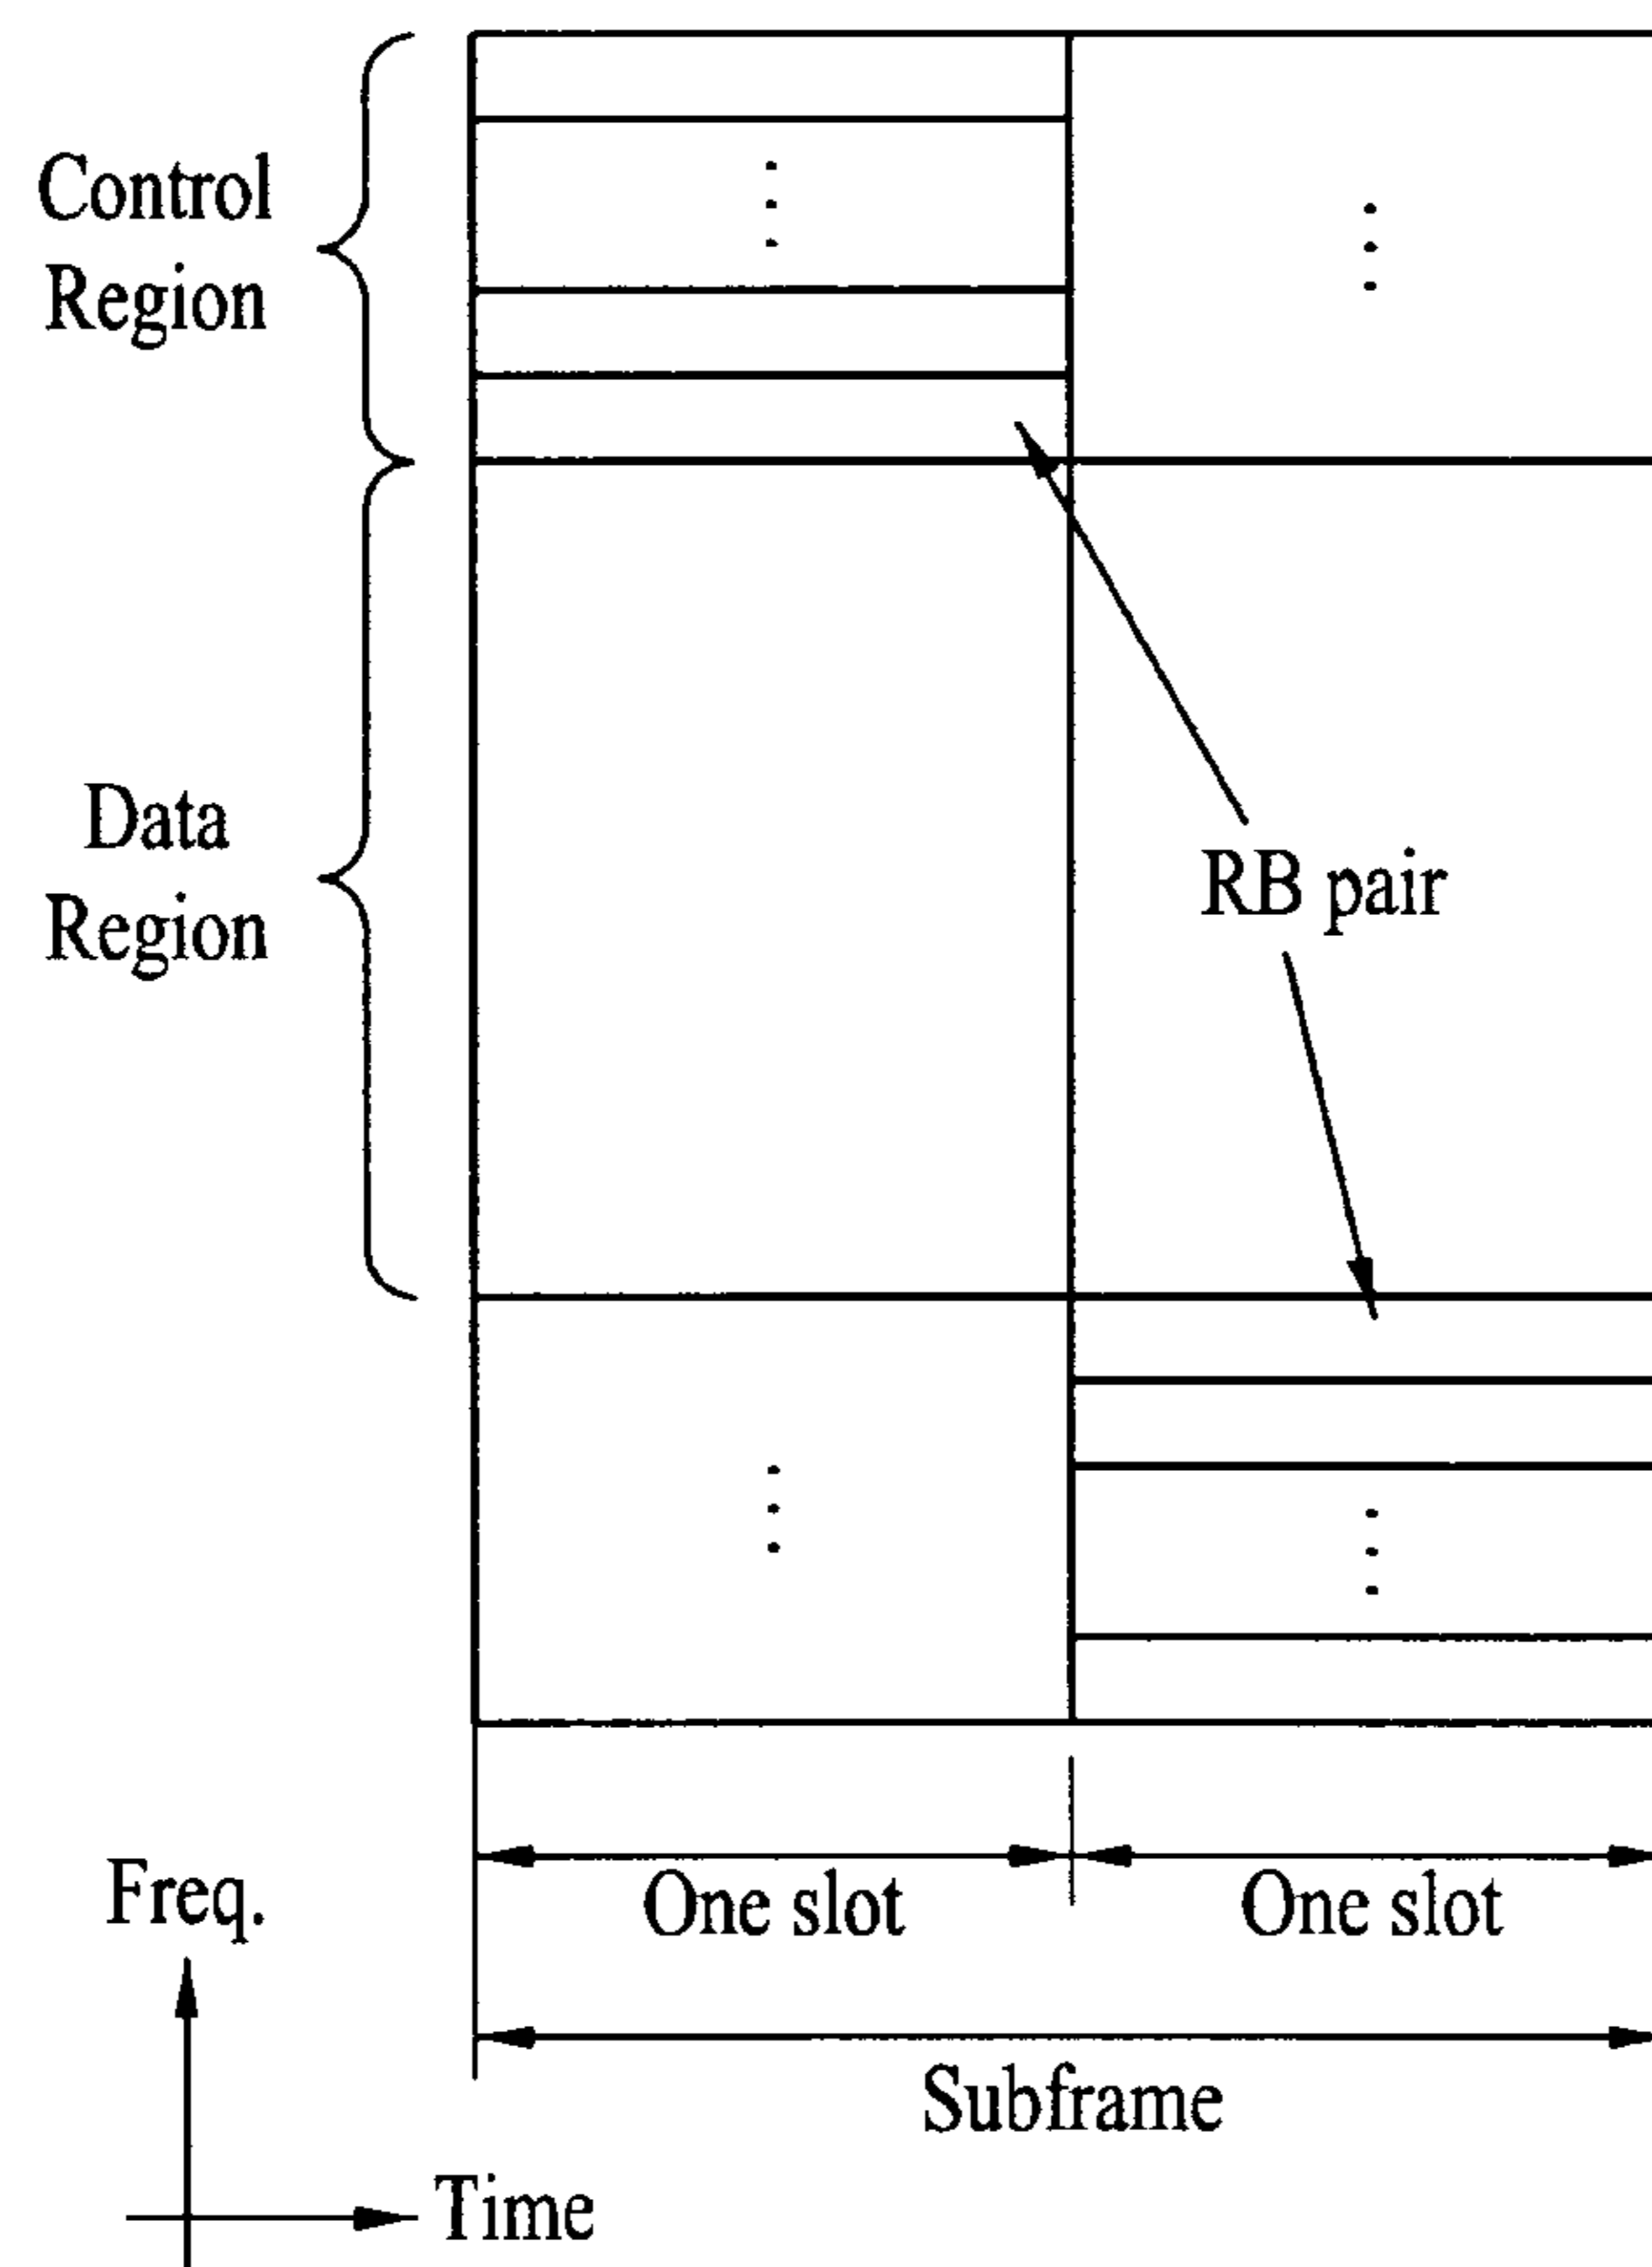 Control
Region
Data
Region
RB pair
One slot
One slot
Freq.
Subframe
Time